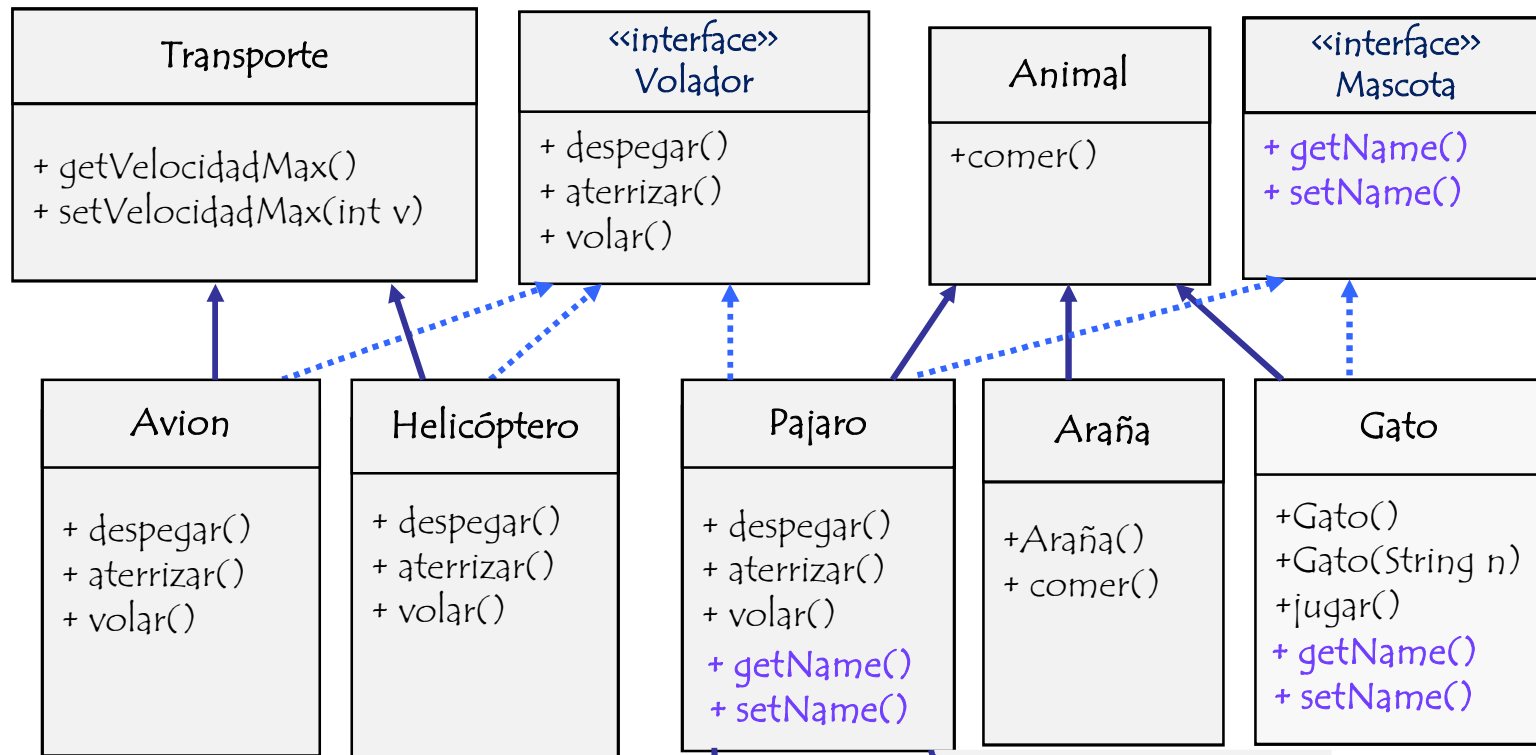 Transporte
+ getVelocidadMax()
+ setVelocidadMax(int v)
<<interface>>
Volador
+ despegar()
+ aterrizar()
+ volar()
Animal
+comer()
<<interface>>
Mascota
+ getName()
+ setName()
Avion
+ despegar()
+ aterrizar()
+ volar()
Helicóptero
+ despegar()
+ aterrizar()
+ volar()
Pajaro
+ despegar()
+ aterrizar()
+ volar()
+ getName()
+ setName()
Araña
+Araña()
+ comer()
Gato
+Gato()
+Gato(String n)
+jugar()
+ getName()
+ setName()